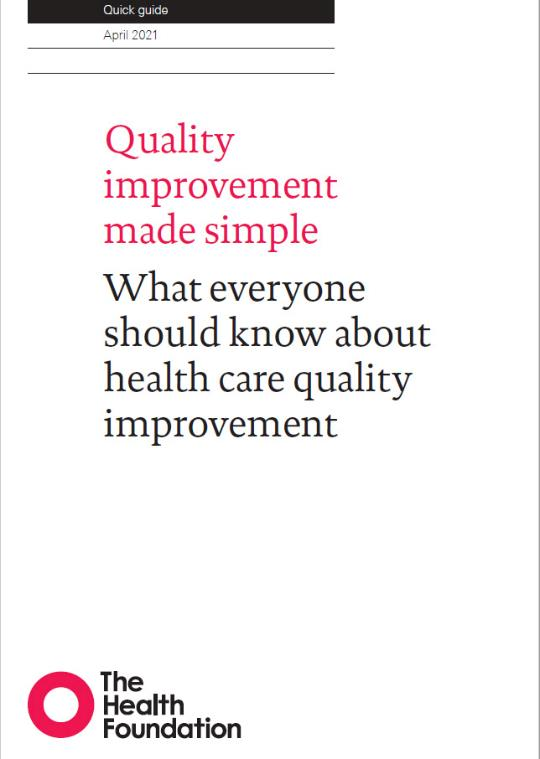 Quick guide
April 2021
Quality
improvement
made simple
What everyone
should know about
health care quality
improvement
The
Health
Foundation